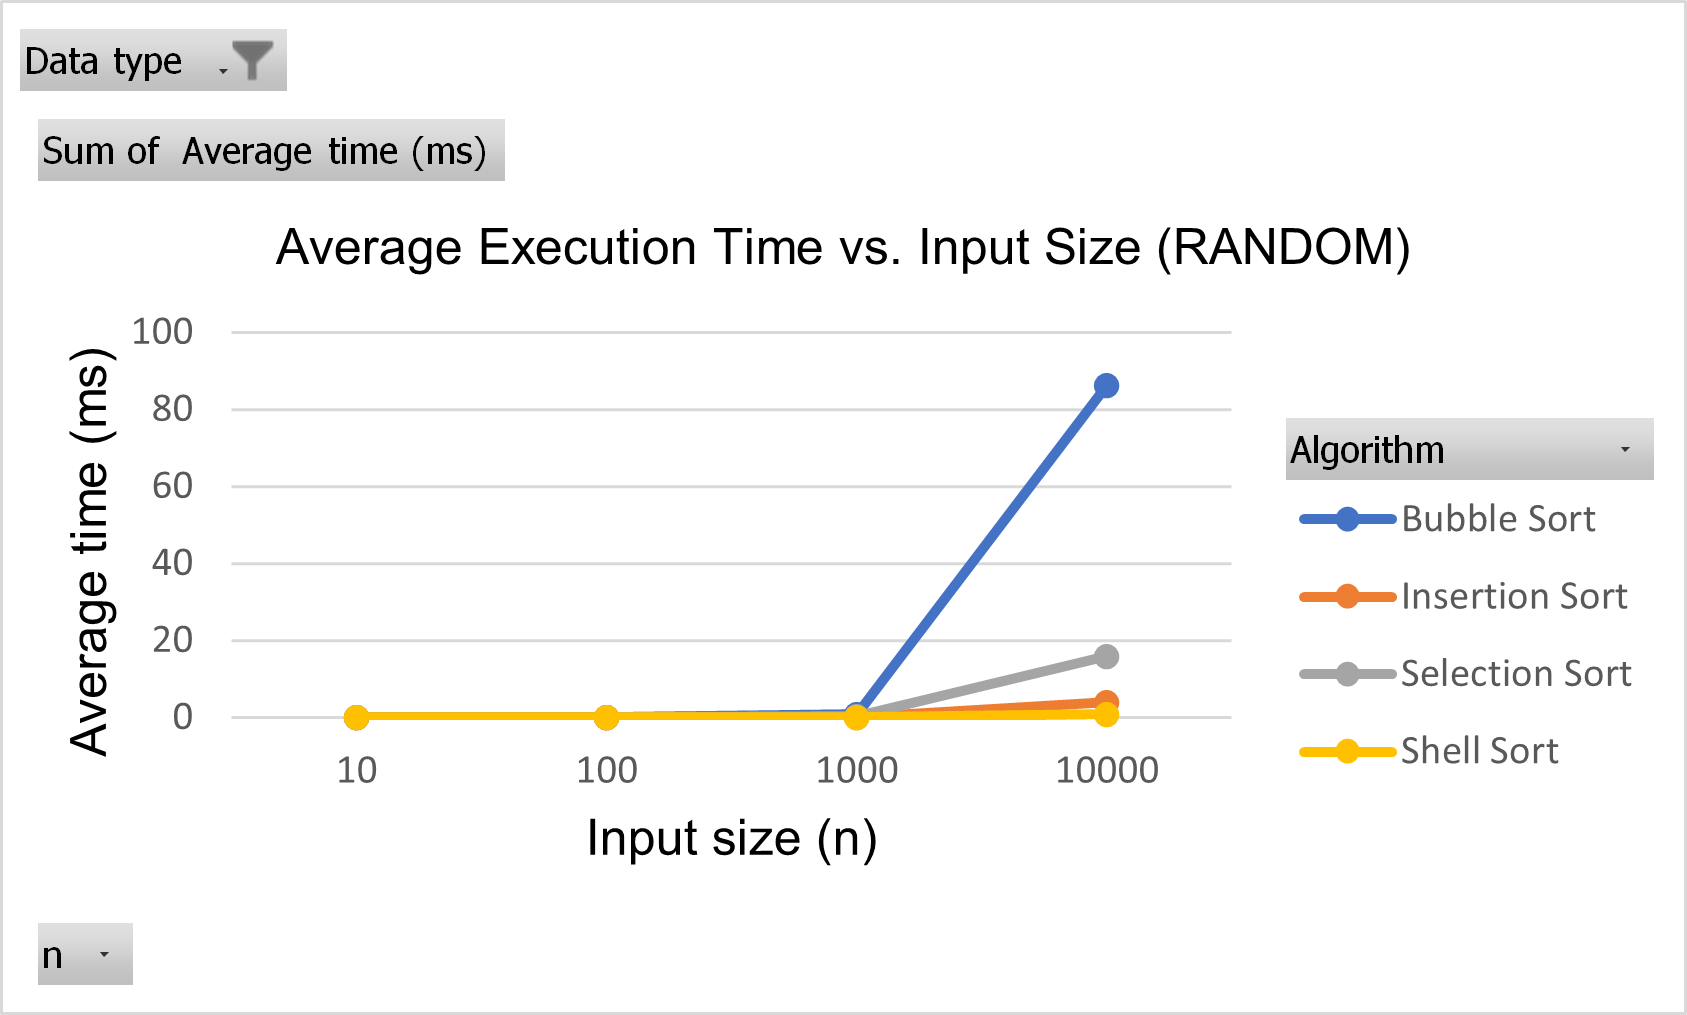 Data type
Sum of Average time (ms)
Average Execution Time vs. Input Size (RANDOM)
Average time (ms)
100
80
60
40
20
0
10 100 1000 10000
Input size (n)
Algorithm
Bubble Sort
Insertion Sort
Selection Sort
Shell Sort
n